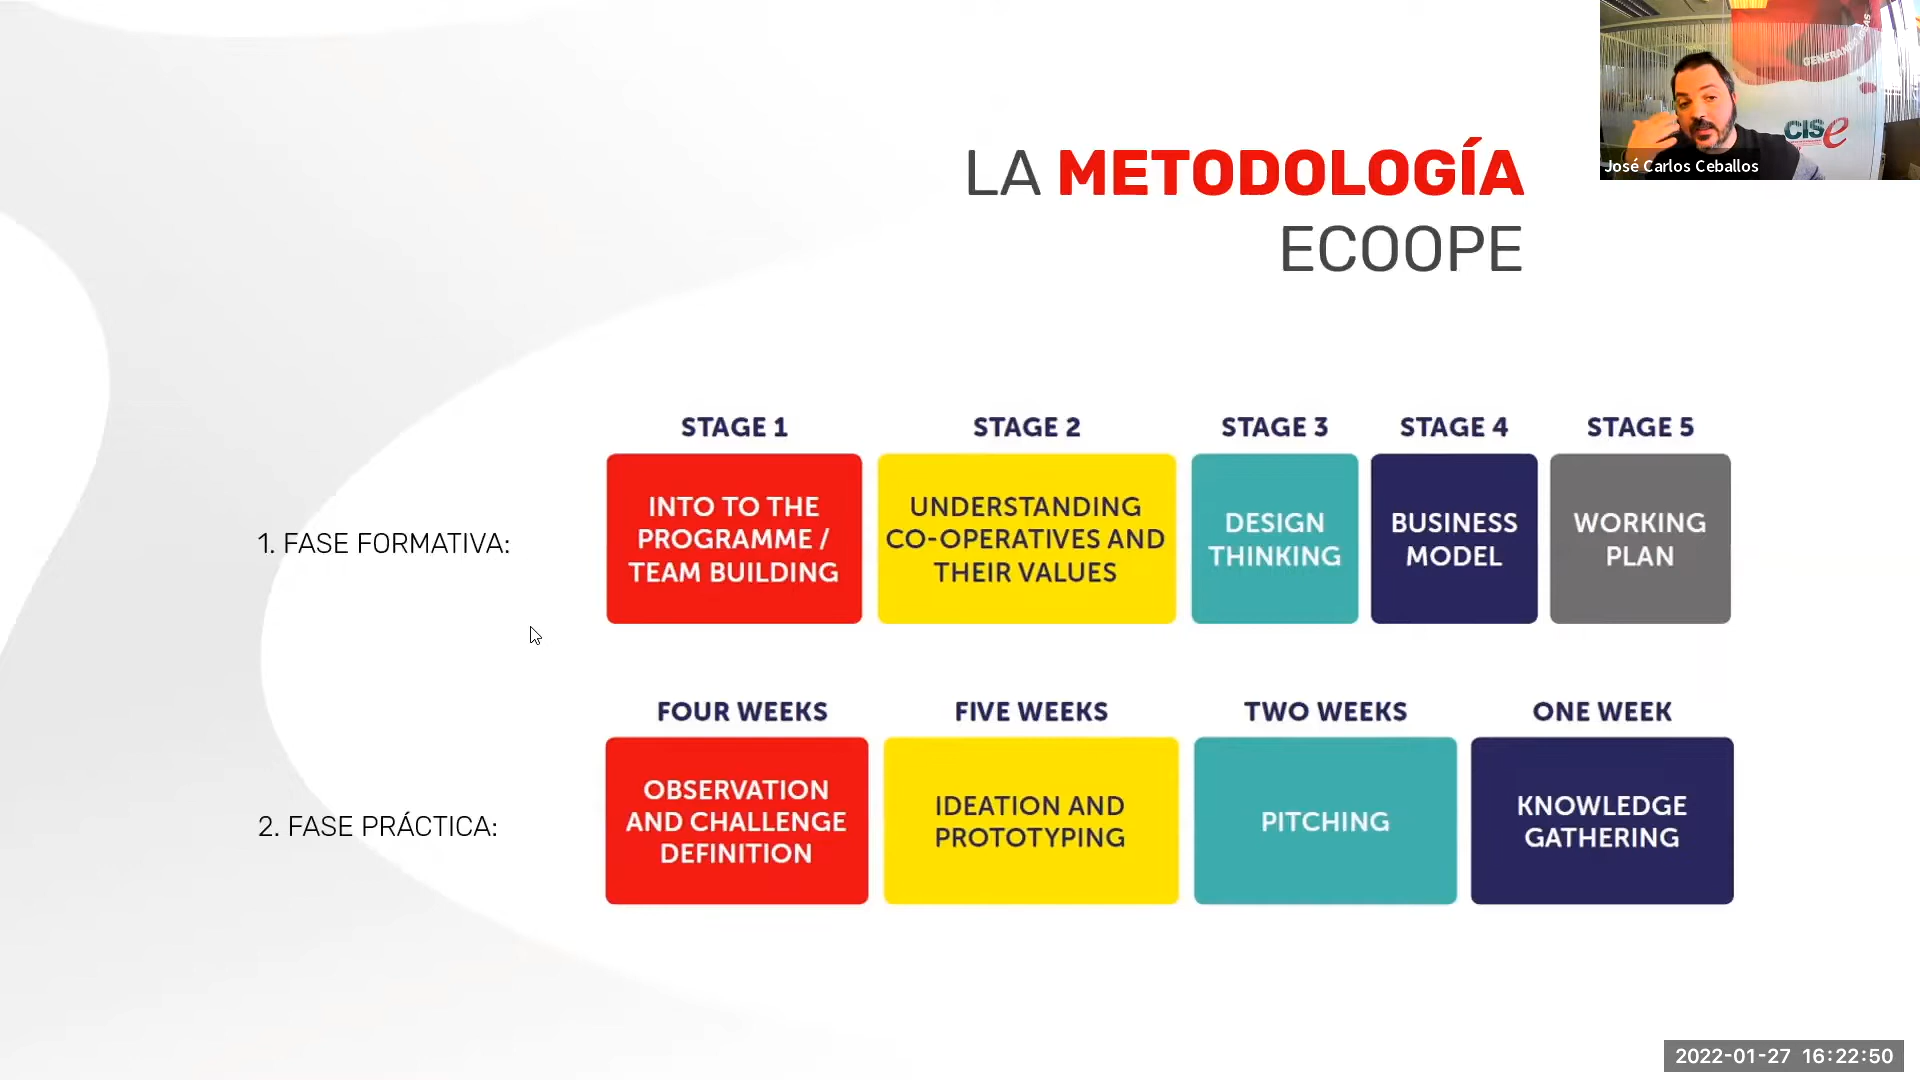 GENERANDO
CISe
José Carlos Ceballos
LA METODOLOGÍA
ECOOPE
STAGE 1
STAGE 2
STAGE 3
STAGE 4
STAGE 5
1. FASE FORMATIVA:
INTO TO THE
PROGRAMME /
TEAM BUILDING
UNDERSTANDING
CO-OPERATIVES AND
THEIR VALUES
DESIGN
THINKING
BUSINESS
MODEL
WORKING
PLAN
FOUR WEEKS
FIVE WEEKS
TWO WEEKS
ONE WEEK
2. FASE PRÁCTICA:
OBSERVATION
AND CHALLENGE
DEFINITION
IDEATION AND
PROTOTYPING
PITCHING
KNOWLEDGE
GATHERING
2022-01-27 16:22:50